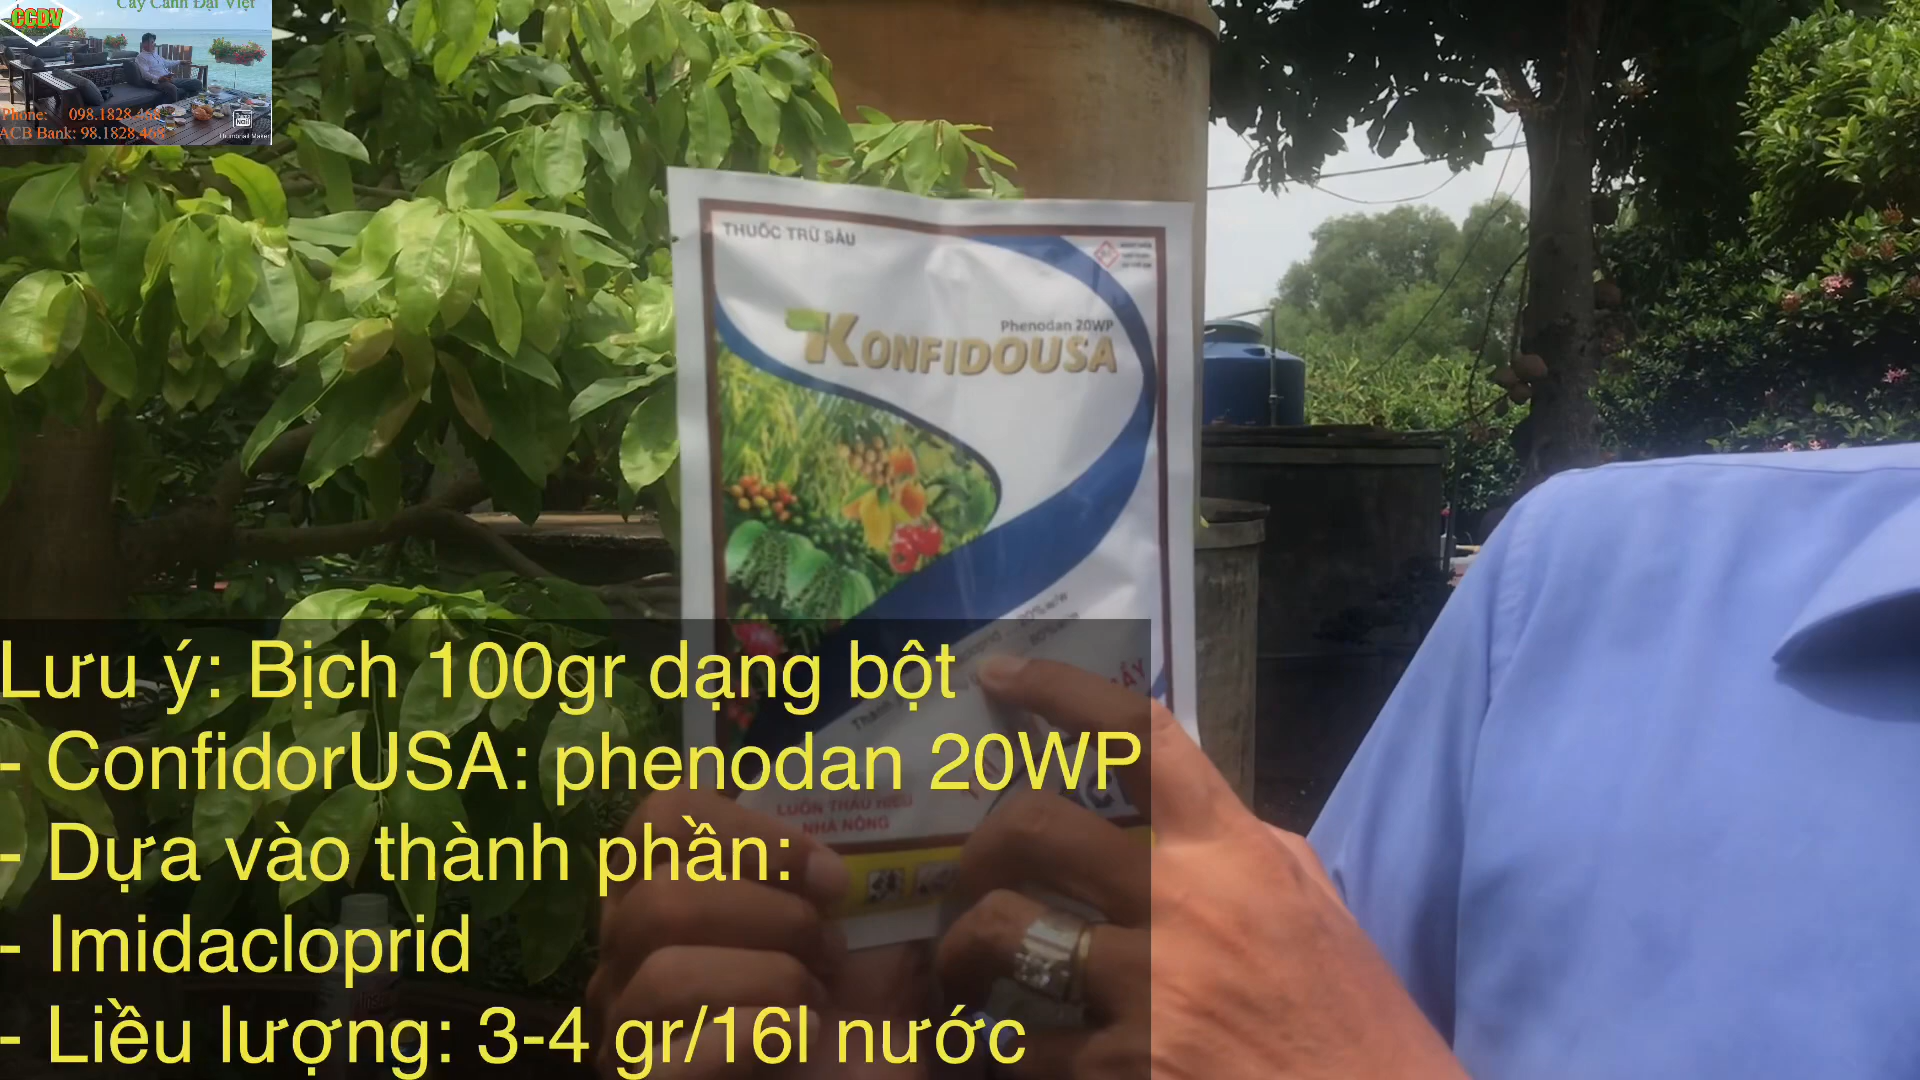 Cây Cảnh Đại Việt
CCDV
Phone: 098.1828.468
ACB Bank: 98.1828.468
Thumbnail Maker
THUỐC TRỪ SÂU
Phenodan 20WP
KONFIDOUSA
LUÔN THẤU HIỂU
NHÀ NÔNG
Lưu ý: Bịch 100gr dạng bột
- ConfidorUSA: phenodan 20WP
- Dựa vào thành phần:
- Imidacloprid
- Liều lượng: 3-4 gr/16l nước